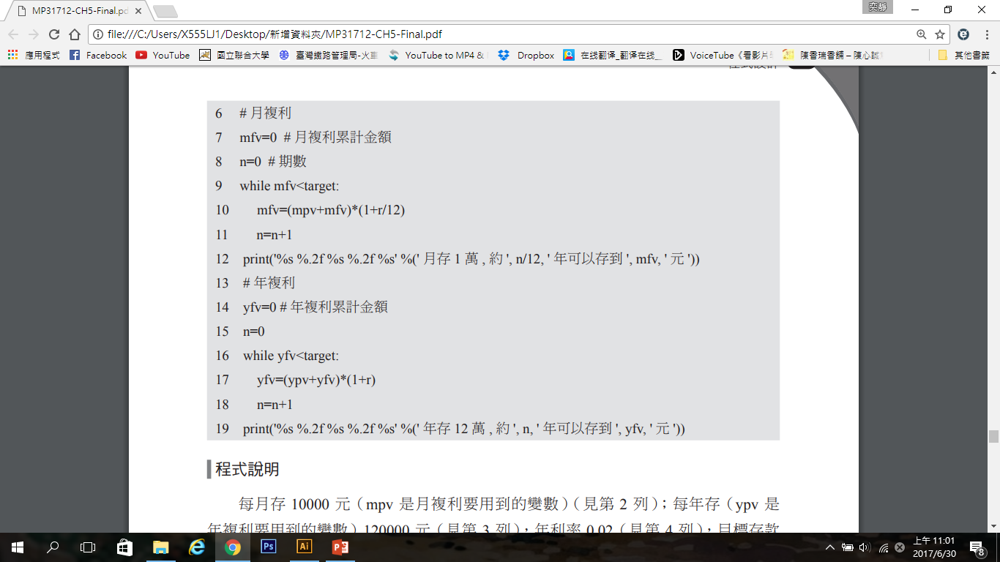 MP31712-CH5-Final.pd
奕靜
file:///C:/Users/X555LJ1/Desktop/新增資料夾/MP31712-CH5-Final.pdf
應用程式 Facebook YouTube 國立聯合大學 臺灣鐵路管理局-火車 YouTube to MP4 & Dropbox 在线翻译_翻译在线_ VoiceTube《看影片 陳香瑞香舖 – 陳心誠 其他書籤
6 # 月複利
7 mfv=0 # 月複利累計金額
8 n=0 # 期數
9 while mfv<target:
10 mfv=(mpv+mfv)*(1+r/12)
11 n=n+1
12 print('%s %.2f %s %.2f %s' %(' 月存 1 萬 , 約 ', n/12, ' 年可以存到 ', mfv, ' 元 '))
13 # 年複利
14 yfv=0 # 年複利累計金額
15 n=0
16 while yfv<target:
17 yfv=(ypv+yfv)*(1+r)
18 n=n+1
19 print('%s %.2f %s %.2f %s' %(' 年存 12 萬 , 約 ', n, ' 年可以存到 ', yfv, ' 元 '))
程式說明
每月存 10000 元（mpv 是月複利要用到的變數）（見第 2 列）；每年存（ypv 是
年複利要用到的變數）120000 元（見第 3 列），年利率 0.02（見第 4 列），目標存款
Ps Ai P
上午 11:01
2017/6/30
8